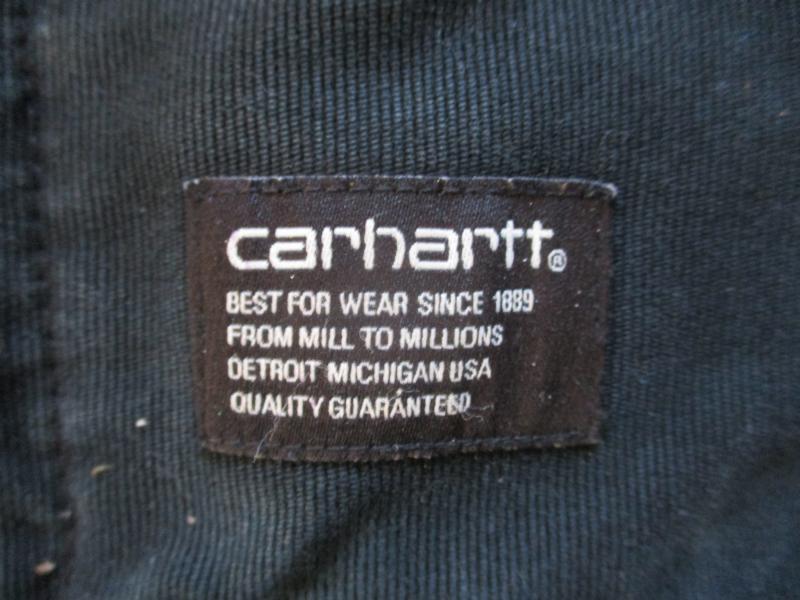 carhartt®
BEST FOR WEAR SINCE 1889
FROM MILL TO MILLIONS
DETROIT MICHIGAN USA
QUALITY GUARANTEED